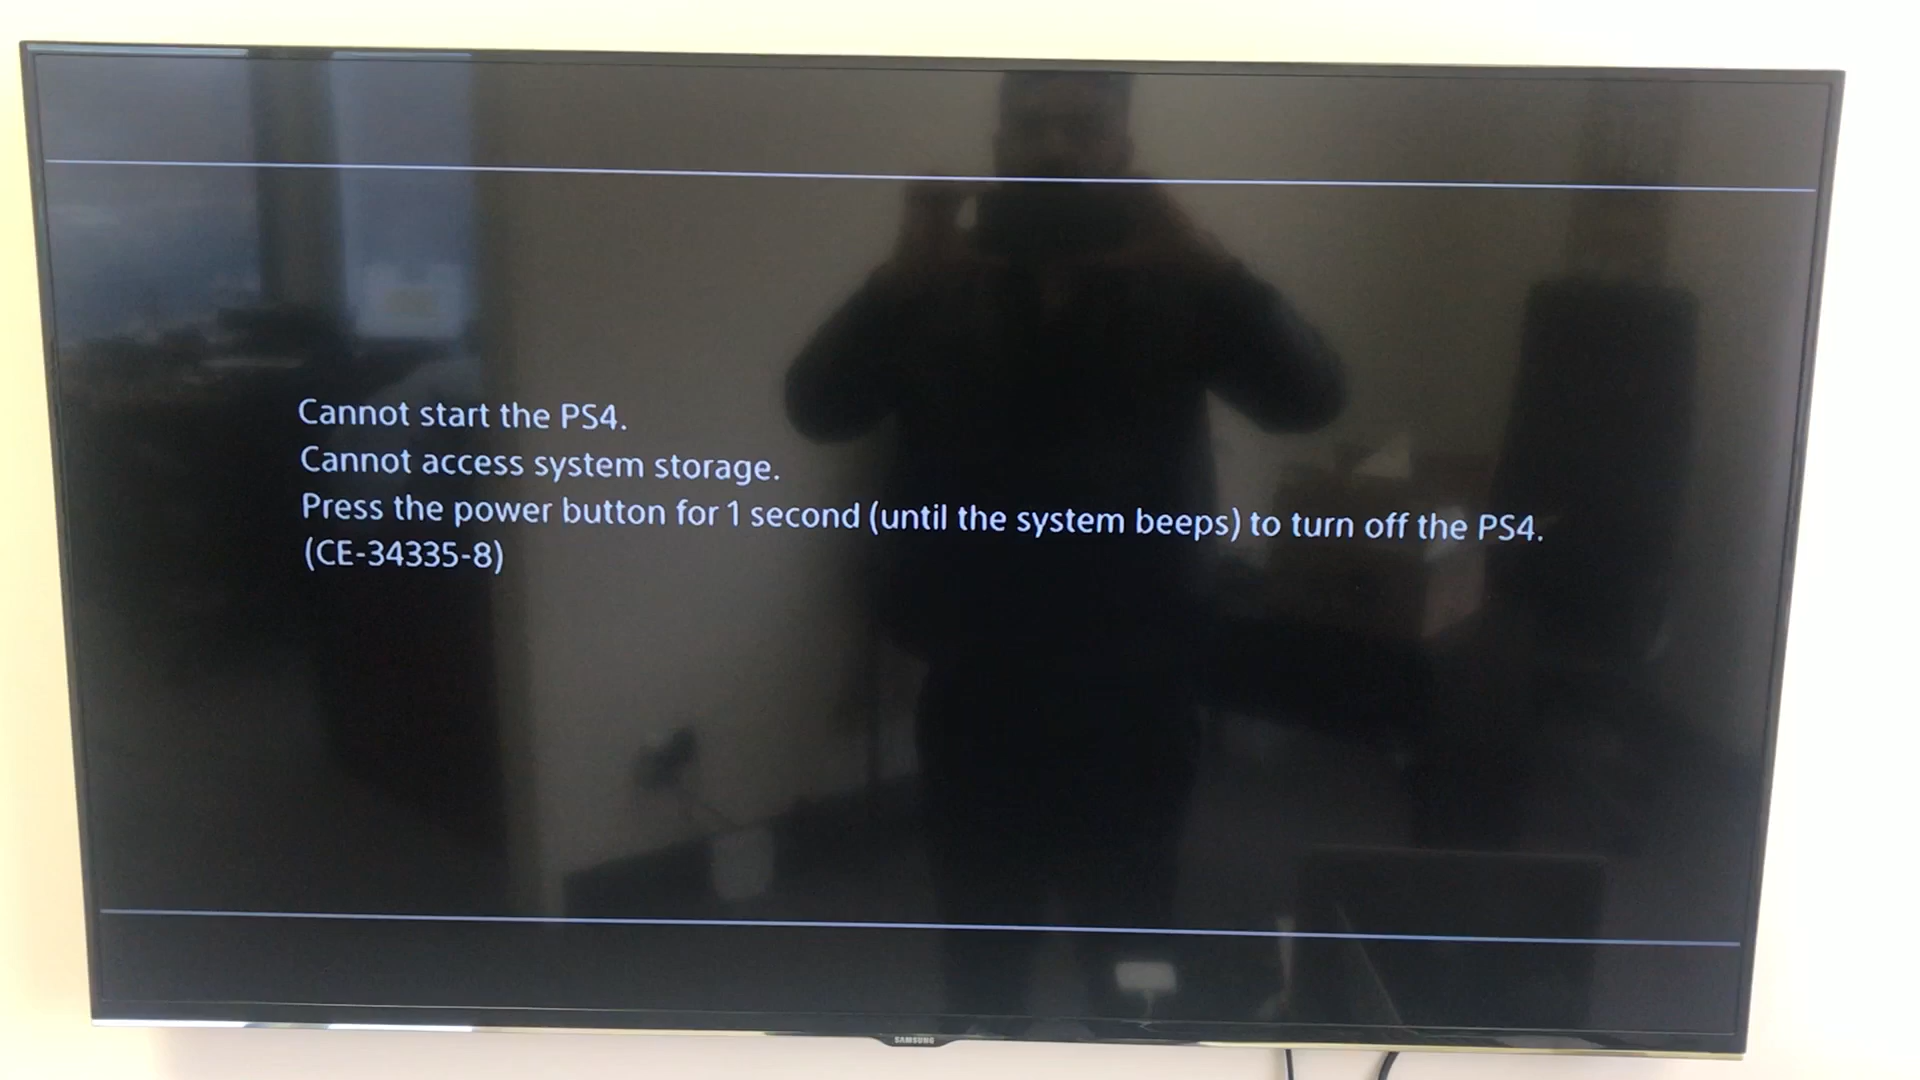 Cannot start the PS4.
Cannot access system storage.
Press the power button for 1 second (until the system beeps) to turn off the PS4.
(CE-34335-8)
SAMSUNG